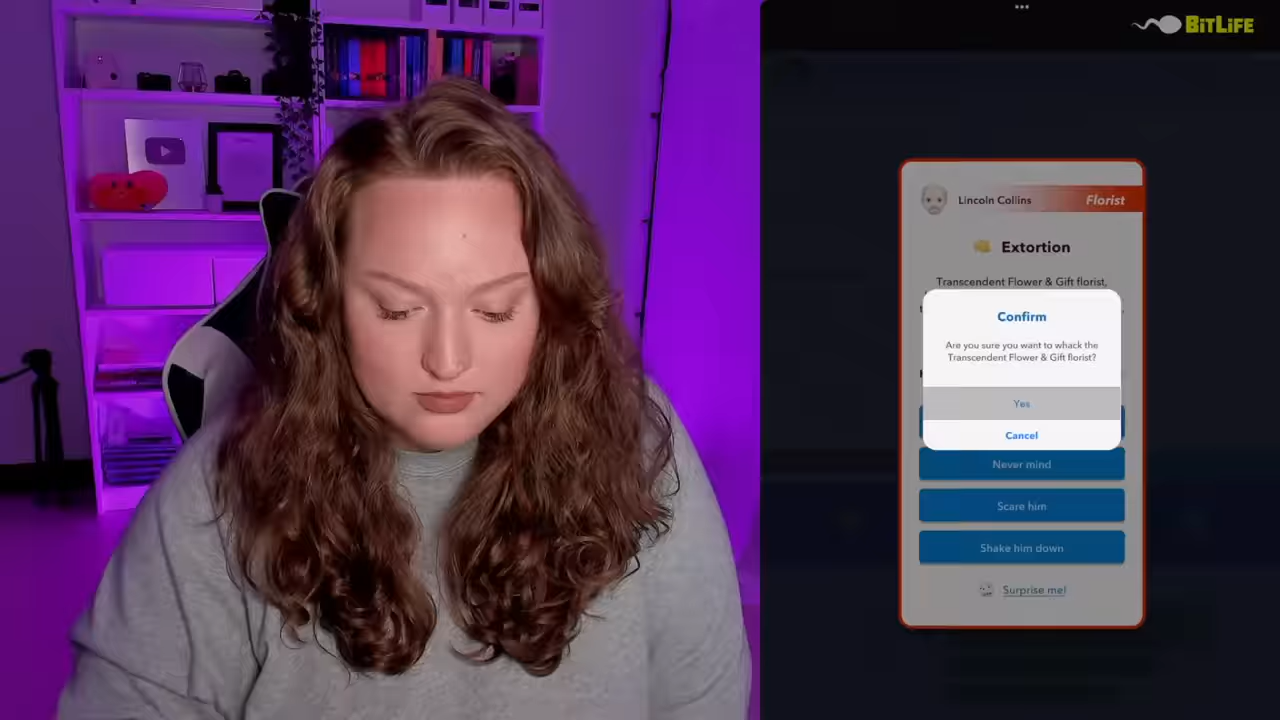 BITLIFE
Lincoln Collins
Florist
Extortion
Transcendent Flower & Gift florist,
Confirm
Are you sure you want to whack the
Transcendent Flower & Gift florist?
Yes
Cancel
Never mind
Scare him
Shake him down
Surprise me!